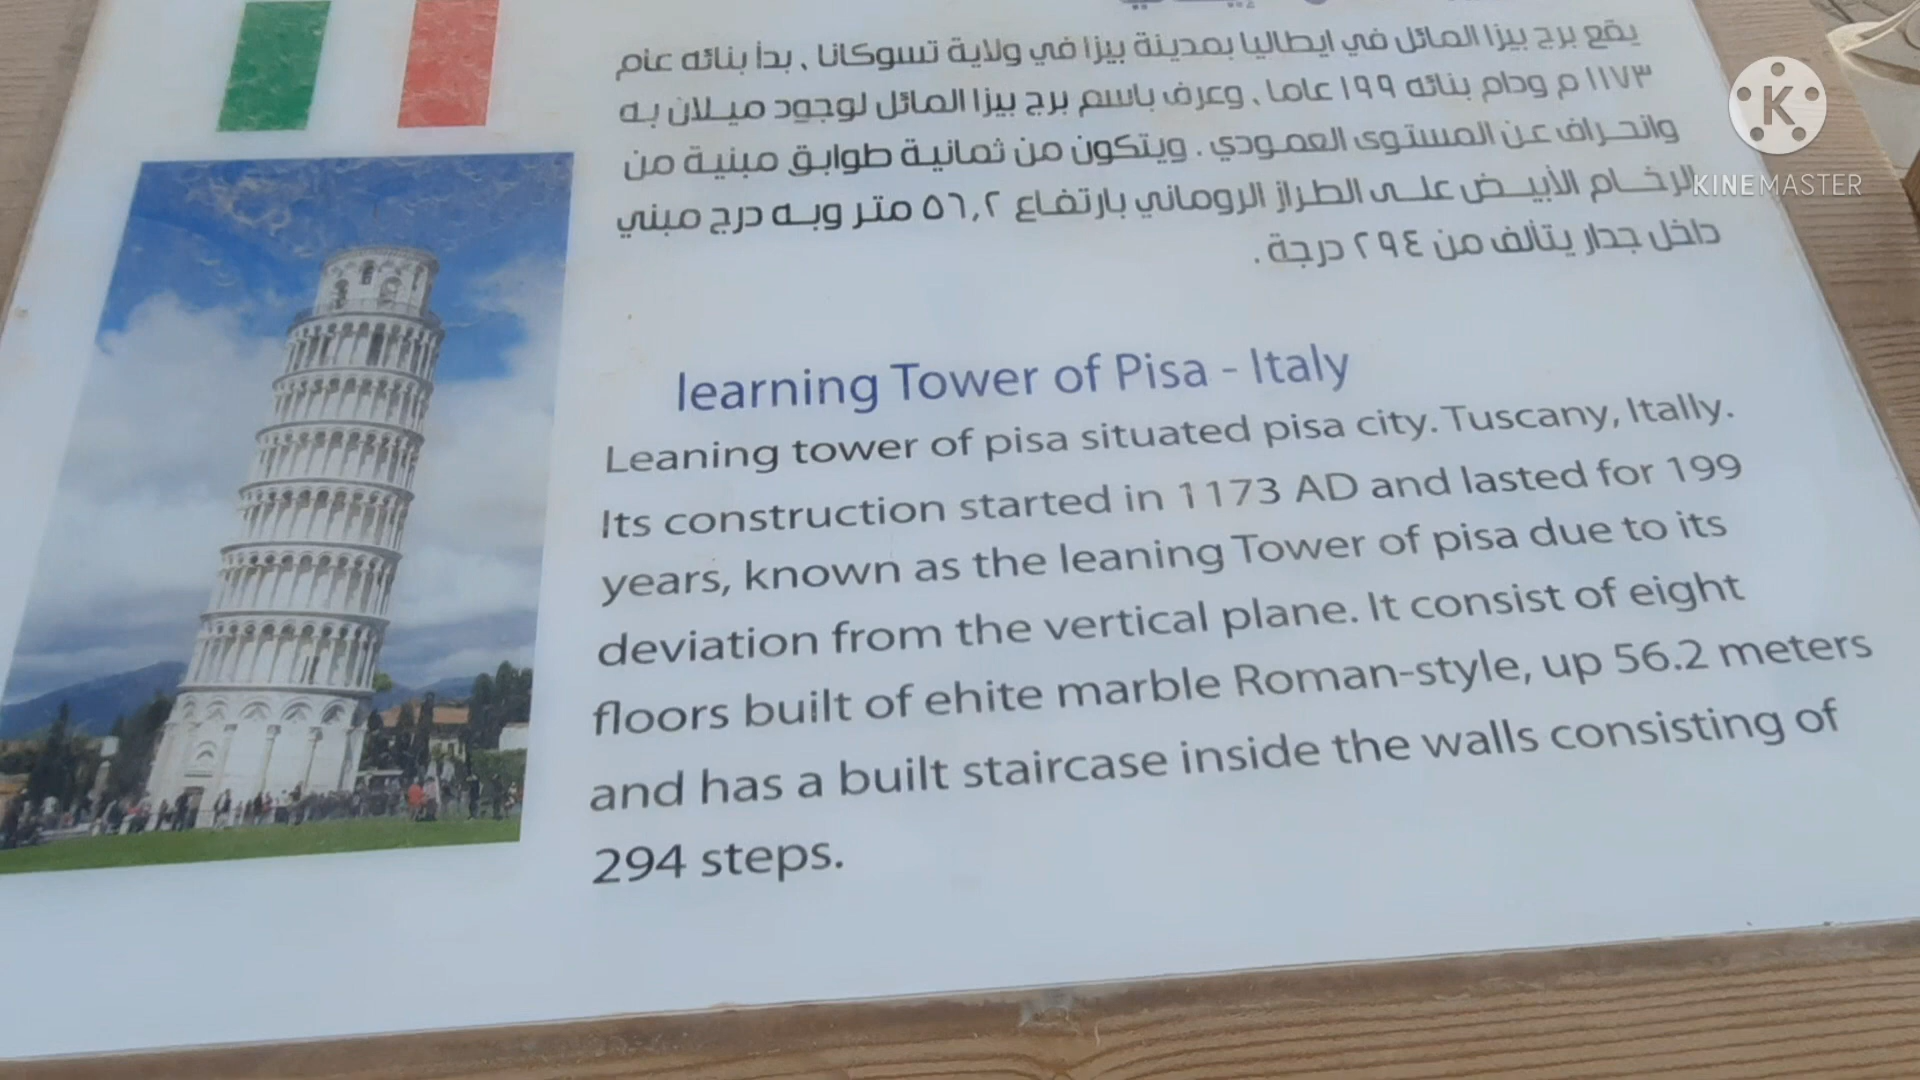 يقع برج بيزا المائل في ايطاليا بمدينة بيزا في ولاية تسوكانا ، بدأ بنائه عام
١١٧٣ م ودام بنائه ١٩٩ عاما ، وعرف باسم برج بيزا المائل لوجود ميلان به
وانحراف عن المستوى العمودي . ويتكون من ثمانية طوابق مبنية من
الرخام الأبيض على الطراز الروماني بارتفاع ٥٦,٢ متر وبه درج مبني
داخل جدار يتألف من ٢٩٤ درجة .
learning Tower of Pisa - Italy
Leaning tower of pisa situated pisa city. Tuscany, Itally.
Its construction started in 1173 AD and lasted for 199
years, known as the leaning Tower of pisa due to its
deviation from the vertical plane. It consist of eight
floors built of ehite marble Roman-style, up 56.2 meters
and has a built staircase inside the walls consisting of
294 steps.
K
KINEMASTER